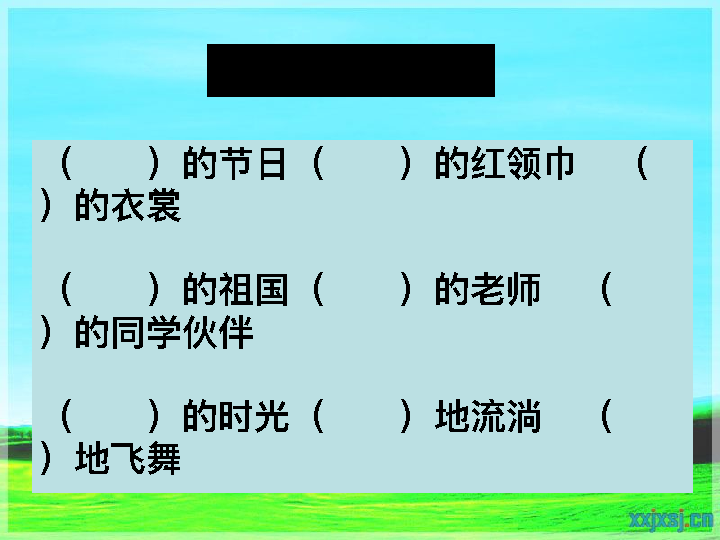 （　　）的节日（　　）的红领巾　（
）的衣裳
（　　）的祖国（　　）的老师　（
）的同学伙伴
（　　）的时光（　　）地流淌　（
）地飞舞
xxjxsj.cn